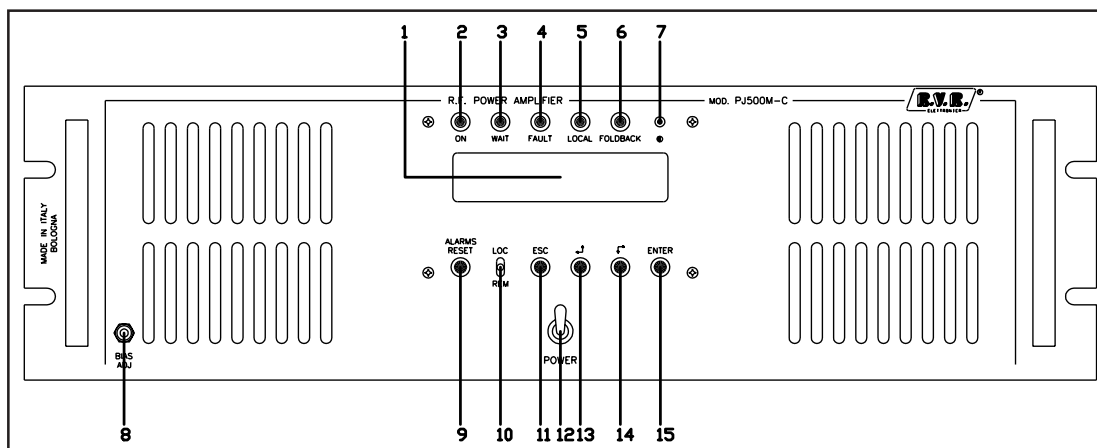 1 2 3 4 5 6 7
R.F. POWER AMPLIFIER
MOD. PJ500M-C
R.V.R.®
ELETTRONICA
ON WAIT FAULT LOCAL FOLDBACK
MADE IN ITALY
BOLOGNA
ALARMS
RESET
LOC
REM
ESC
ENTER
BIAS
ADJ
POWER
8 9 10 11 12 13 14 15